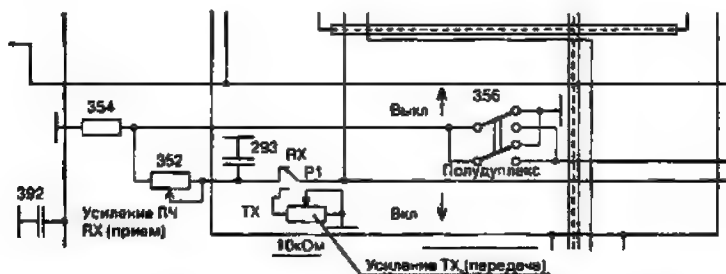 354
Выкл
356
352
293
RX
P1
Полудуплекс
392
Усиление ПЧ
RX (прием)
TX
Вкл
10кОм
Усиление TX (передача)